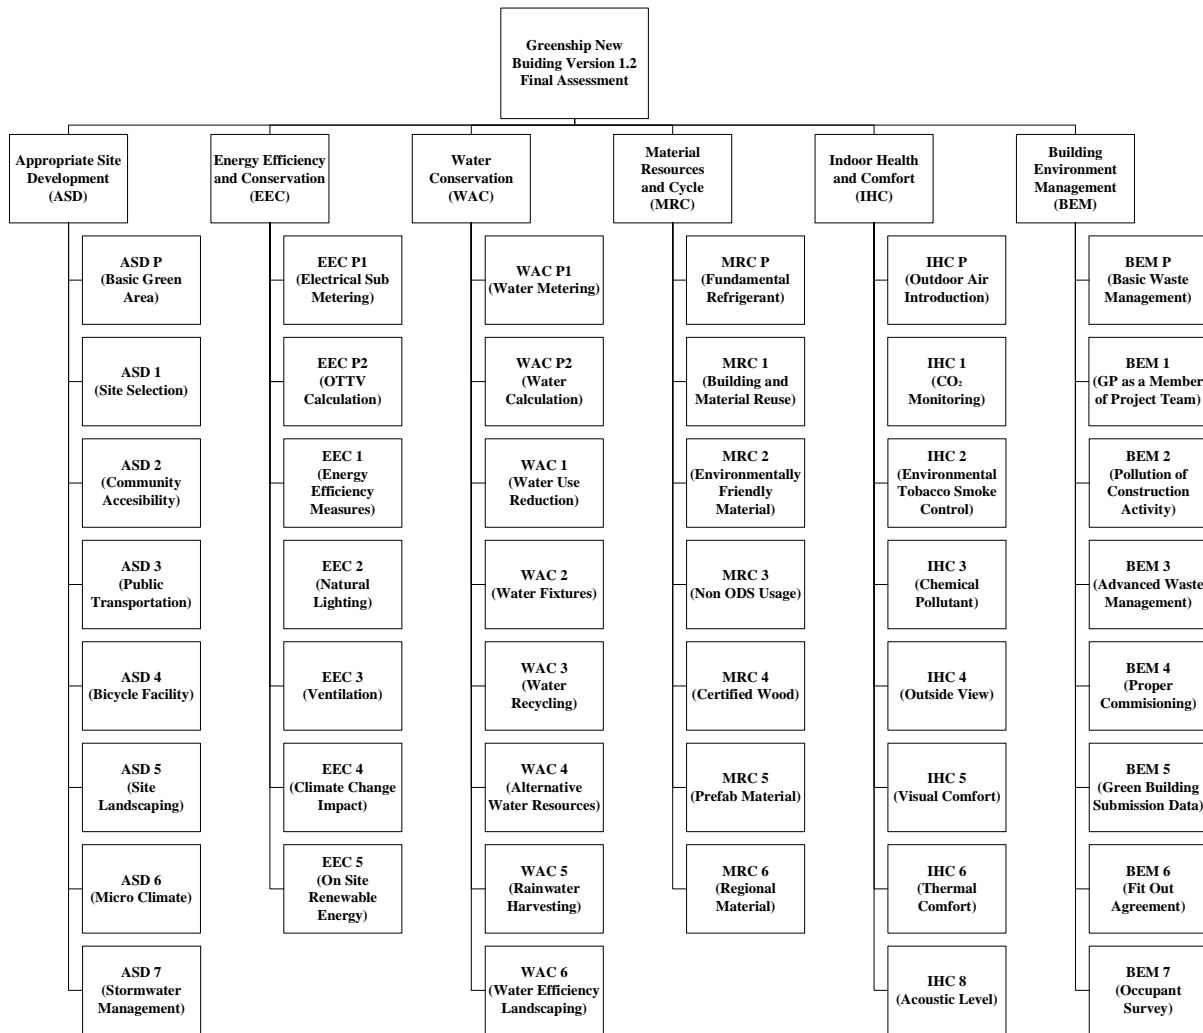 Greenship New
Buiding Version 1.2
Final Assessment
Appropriate Site
Development
(ASD)
Energy Efficiency
and Conservation
(EEC)
Water
Conservation
(WAC)
Material
Resources
and Cycle
(MRC)
Indoor Health
and Comfort
(IHC)
Building
Environment
Management
(BEM)
ASD P
(Basic Green
Area)
ASD 1
(Site Selection)
ASD 2
(Community
Accesibility)
ASD 3
(Public
Transportation)
ASD 4
(Bicycle Facility)
ASD 5
(Site
Landscaping)
ASD 6
(Micro Climate)
ASD 7
(Stormwater
Management)
EEC P1
(Electrical Sub
Metering)
EEC P2
(OTTV
Calculation)
EEC 1
(Energy
Efficiency
Measures)
EEC 2
(Natural
Lighting)
EEC 3
(Ventilation)
EEC 4
(Climate Change
Impact)
EEC 5
(On Site
Renewable
Energy)
WAC P1
(Water Metering)
WAC P2
(Water
Calculation)
WAC 1
(Water Use
Reduction)
WAC 2
(Water Fixtures)
WAC 3
(Water
Recycling)
WAC 4
(Alternative
Water Resources)
WAC 5
(Rainwater
Harvesting)
WAC 6
(Water Efficiency
Landscaping)
MRC P
(Fundamental
Refrigerant)
MRC 1
(Building and
Material Reuse)
MRC 2
(Environmentally
Friendly
Material)
MRC 3
(Non ODS Usage)
MRC 4
(Certified Wood)
MRC 5
(Prefab Material)
MRC 6
(Regional
Material)
IHC P
(Outdoor Air
Introduction)
IHC 1
(CO₂
Monitoring)
IHC 2
(Environmental
Tobacco Smoke
Control)
IHC 3
(Chemical
Pollutant)
IHC 4
(Outside View)
IHC 5
(Visual Comfort)
IHC 6
(Thermal
Comfort)
IHC 8
(Acoustic Level)
BEM P
(Basic Waste
Management)
BEM 1
(GP as a Member
of Project Team)
BEM 2
(Pollution of
Construction
Activity)
BEM 3
(Advanced Waste
Management)
BEM 4
(Proper
Commisioning)
BEM 5
(Green Building
Submission Data)
BEM 6
(Fit Out
Agreement)
BEM 7
(Occupant
Survey)